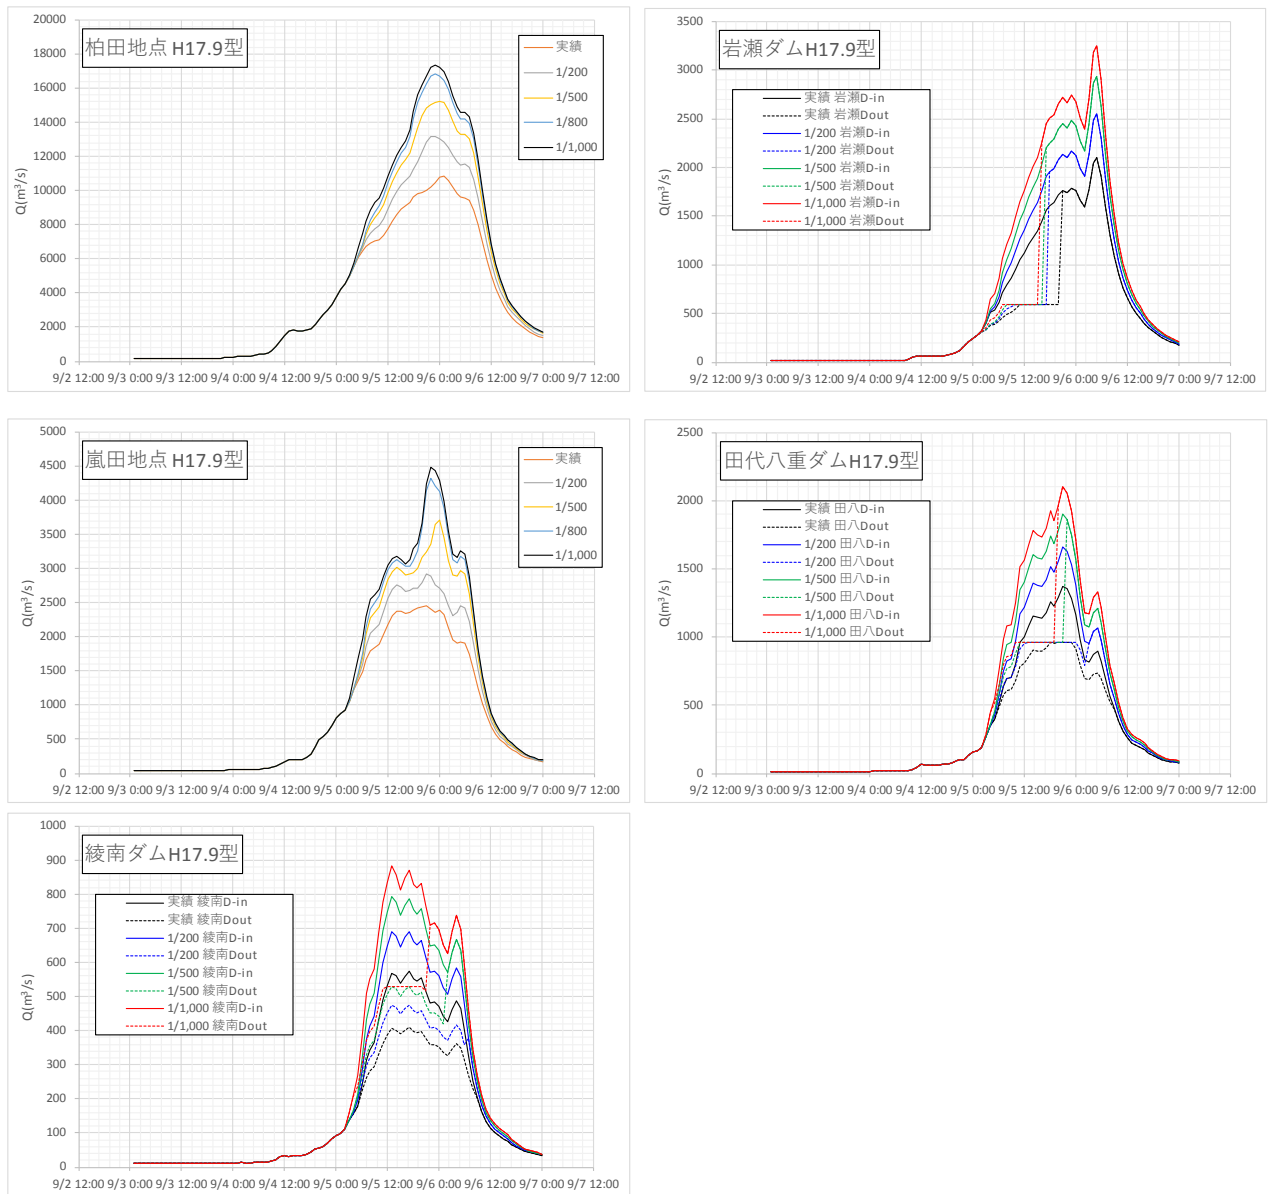 柏田地点 H17.9型
20000
18000
16000
14000
12000
10000
8000
6000
4000
2000
0
Q(m³/s)
実績
1/200
1/500
1/800
1/1,000
9/2 12:00 9/3 0:00 9/3 12:00 9/4 0:00 9/4 12:00 9/5 0:00 9/5 12:00 9/6 0:00 9/6 12:00 9/7 0:00 9/7 12:00
岩瀬ダムH17.9型
3500
3000
2500
2000
1500
1000
500
0
Q(m³/s)
実績 岩瀬D-in
実績 岩瀬Dout
1/200 岩瀬D-in
1/200 岩瀬Dout
1/500 岩瀬D-in
1/500 岩瀬Dout
1/1,000 岩瀬D-in
1/1,000 岩瀬Dout
9/2 12:00 9/3 0:00 9/3 12:00 9/4 0:00 9/4 12:00 9/5 0:00 9/5 12:00 9/6 0:00 9/6 12:00 9/7 0:00 9/7 12:00
嵐田地点 H17.9型
5000
4500
4000
3500
3000
2500
2000
1500
1000
500
0
Q(m³/s)
実績
1/200
1/500
1/800
1/1,000
9/2 12:00 9/3 0:00 9/3 12:00 9/4 0:00 9/4 12:00 9/5 0:00 9/5 12:00 9/6 0:00 9/6 12:00 9/7 0:00 9/7 12:00
田代八重ダムH17.9型
2500
2000
1500
1000
500
0
Q(m³/s)
実績 田八D-in
実績 田八Dout
1/200 田八D-in
1/200 田八Dout
1/500 田八D-in
1/500 田八Dout
1/1,000 田八D-in
1/1,000 田八Dout
9/2 12:00 9/3 0:00 9/3 12:00 9/4 0:00 9/4 12:00 9/5 0:00 9/5 12:00 9/6 0:00 9/6 12:00 9/7 0:00 9/7 12:00
綾南ダムH17.9型
1000
900
800
700
600
500
400
300
200
100
0
Q(m³/s)
実績 綾南D-in
実績 綾南Dout
1/200 綾南D-in
1/200 綾南Dout
1/500 綾南D-in
1/500 綾南Dout
1/1,000 綾南D-in
1/1,000 綾南Dout
9/2 12:00 9/3 0:00 9/3 12:00 9/4 0:00 9/4 12:00 9/5 0:00 9/5 12:00 9/6 0:00 9/6 12:00 9/7 0:00 9/7 12:00